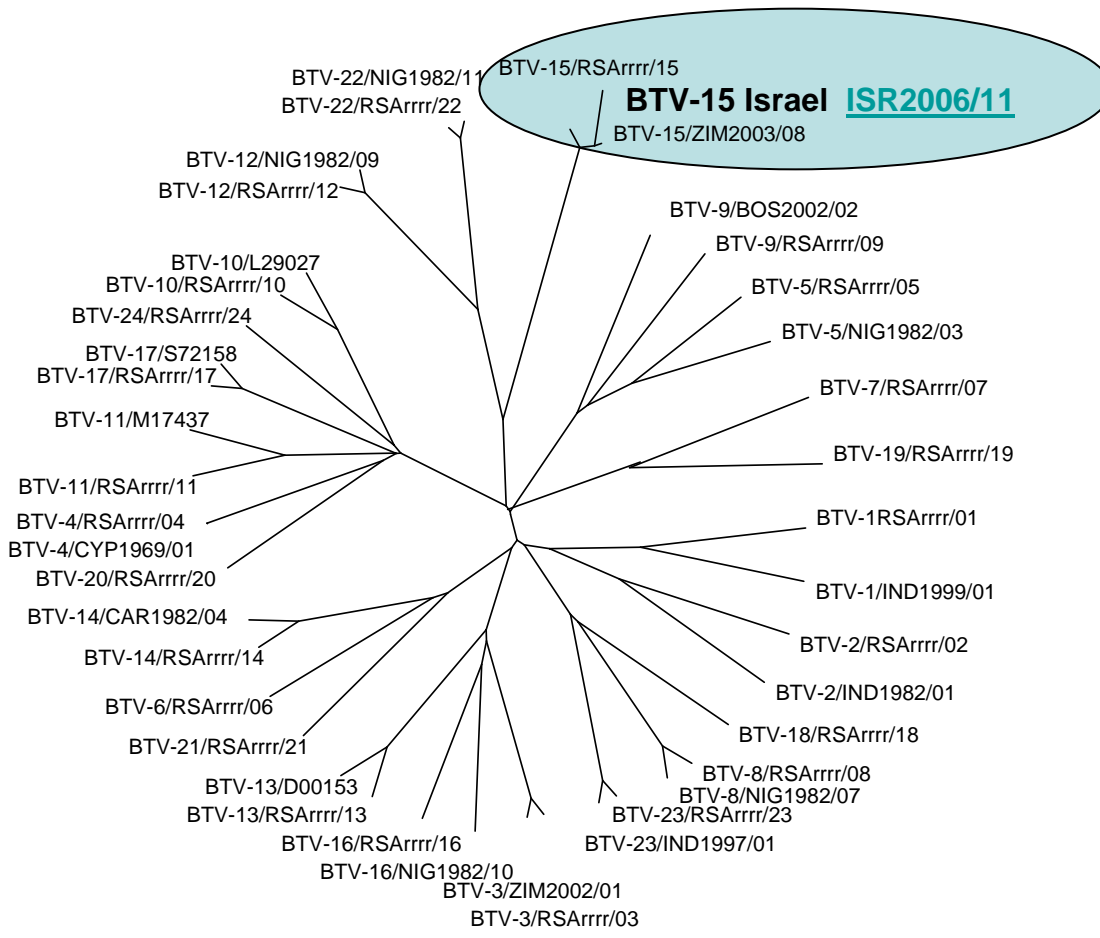 BTV-15/RSArrrr/15
BTV-22/NIG1982/11
BTV-15 Israel ISR2006/11
BTV-22/RSArrrr/22
BTV-15/ZIM2003/08
BTV-12/NIG1982/09
BTV-12/RSArrrr/12
BTV-9/BOS2002/02
BTV-9/RSArrrr/09
BTV-10/L29027
BTV-10/RSArrrr/10
BTV-5/RSArrrr/05
BTV-24/RSArrrr/24
BTV-5/NIG1982/03
BTV-17/S72158
BTV-17/RSArrrr/17
BTV-7/RSArrrr/07
BTV-11/M17437
BTV-19/RSArrrr/19
BTV-11/RSArrrr/11
BTV-1RSArrrr/01
BTV-4/RSArrrr/04
BTV-4/CYP1969/01
BTV-20/RSArrrr/20
BTV-1/IND1999/01
BTV-14/CAR1982/04
BTV-2/RSArrrr/02
BTV-14/RSArrrr/14
BTV-2/IND1982/01
BTV-6/RSArrrr/06
BTV-18/RSArrrr/18
BTV-21/RSArrrr/21
BTV-8/RSArrrr/08
BTV-13/D00153
BTV-8/NIG1982/07
BTV-13/RSArrrr/13
BTV-23/RSArrrr/23
BTV-16/RSArrrr/16
BTV-23/IND1997/01
BTV-16/NIG1982/10
BTV-3/ZIM2002/01
BTV-3/RSArrrr/03